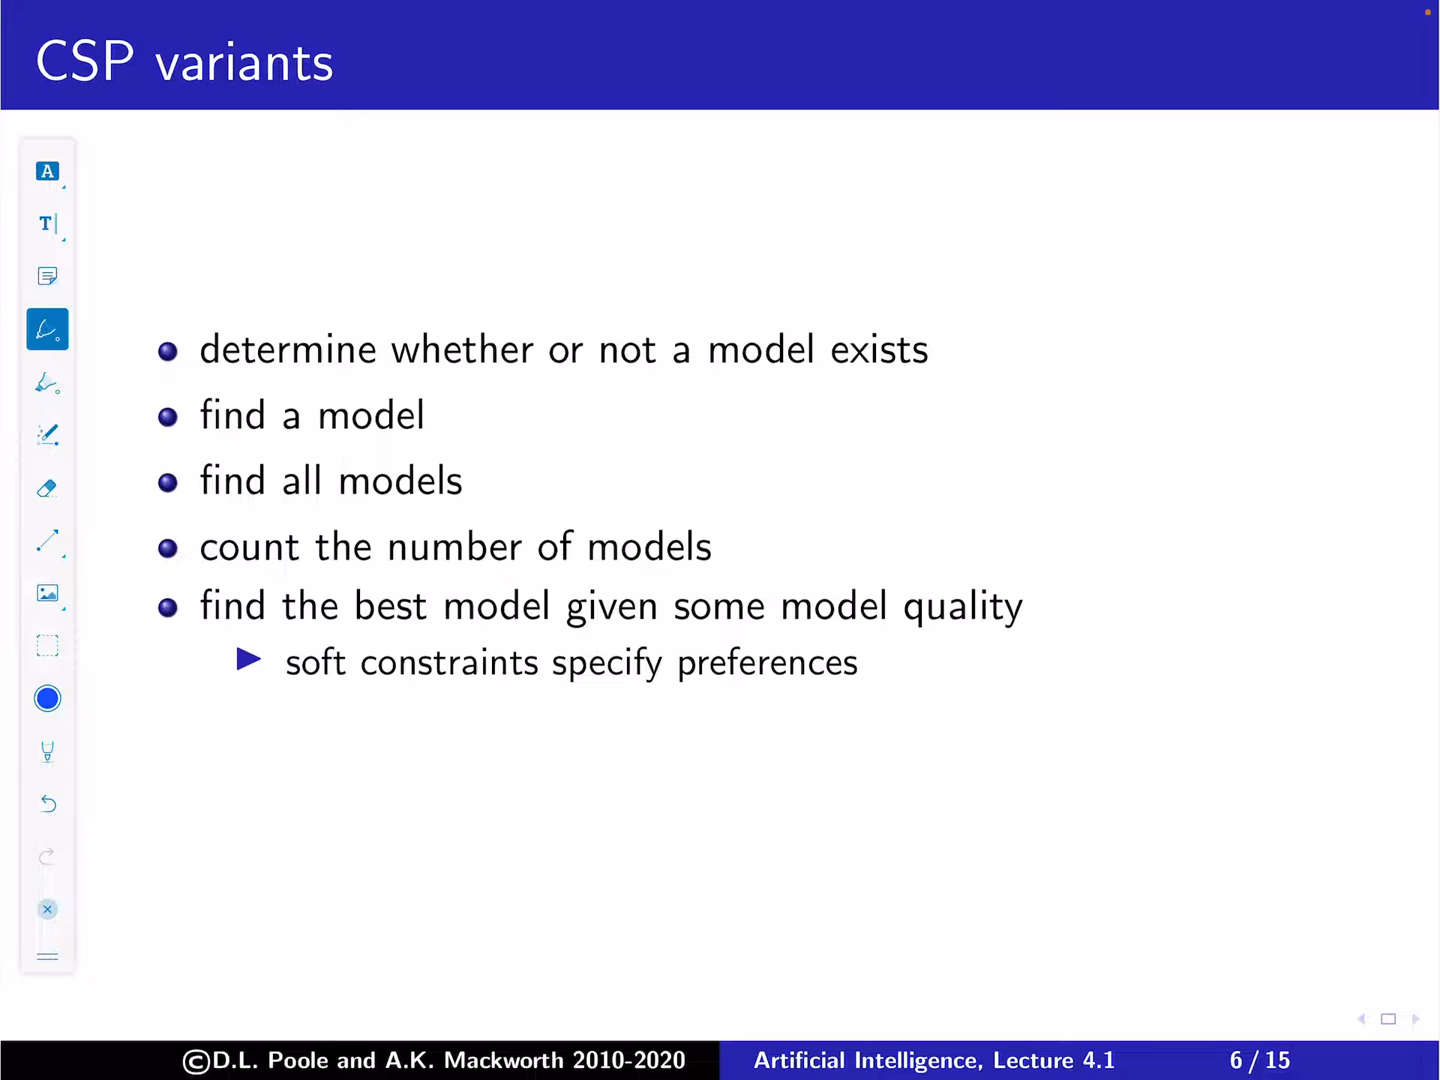 CSP variants
A
T
determine whether or not a model exists
find a model
find all models
count the number of models
find the best model given some model quality
soft constraints specify preferences
©D.L. Poole and A.K. Mackworth 2010-2020
Artificial Intelligence, Lecture 4.1
6 / 15